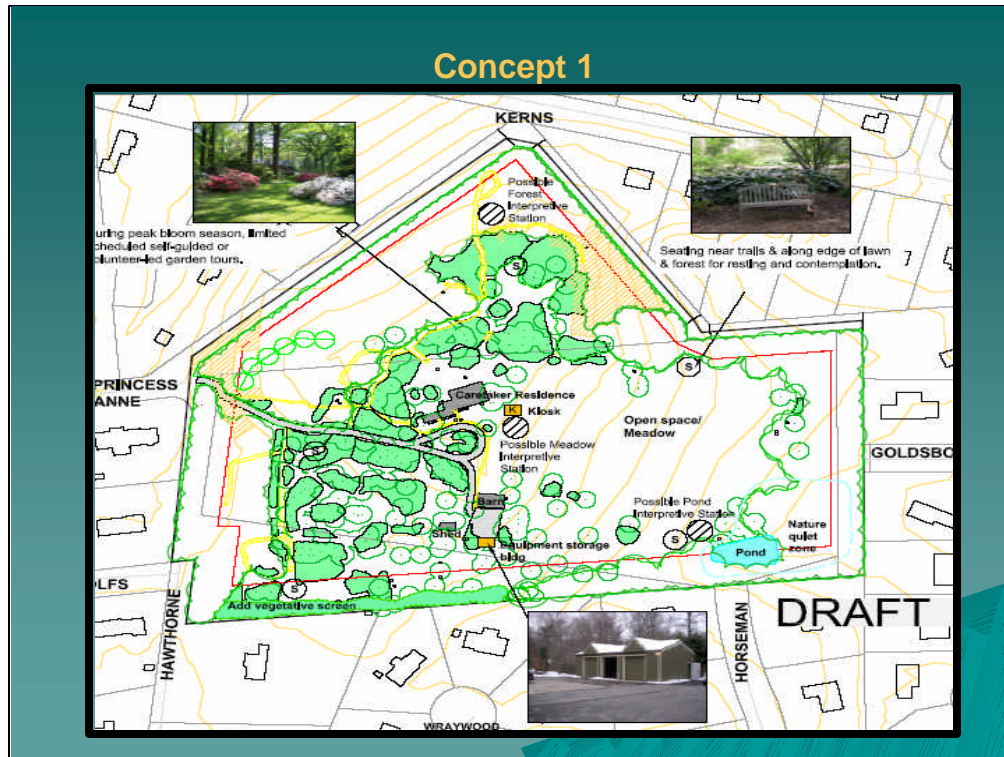 Concept 1
KERNS
Possible
Forest
Interpretive
Station
uring peak bloom season, limited
cheduled self-guided or
olunteer-led garden tours.
Seating near trails & along edge of lawn
& forest for resting and contemplation.
S
S
PRINCESS
ANNE
Caretaker Residence
K Kiosk
Open space/
Meadow
Possible Meadow
Interpretive
Station
GOLDSBO
S
Barn
Possible Pond
Interpretive Station
Shed
S
Nature
quiet
zone
Equipment storage
bldg
Pond
OLFS
S
Add vegetative screen
DRAFT
HAWTHORNE
HORSEMAN
WRAYWOOD